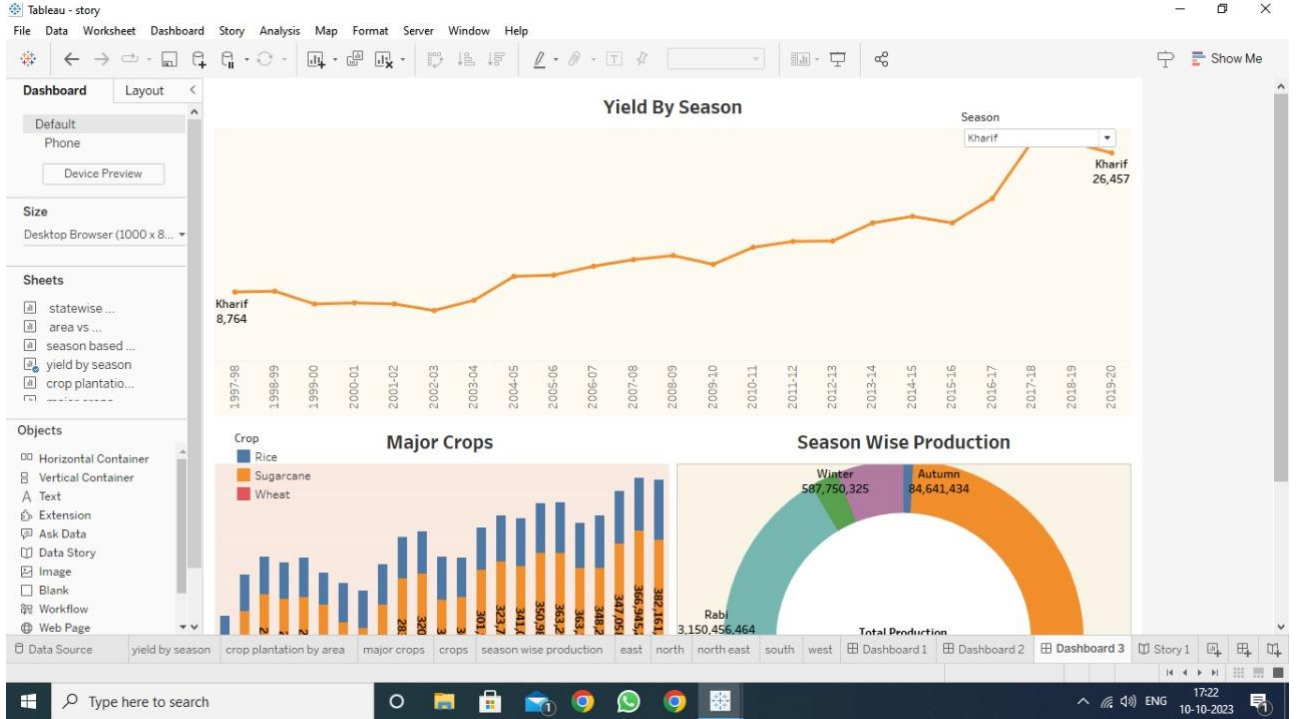 Tableau - story
File Data Worksheet Dashboard Story Analysis Map Format Server Window Help
Show Me
Dashboard Layout
Default
Phone
Device Preview
Size
Desktop Browser (1000 x 8...
Sheets
statewise ...
area vs ...
season based ...
yield by season
crop plantatio...
Objects
Horizontal Container
Vertical Container
Text
Extension
Ask Data
Data Story
Image
Blank
Workflow
Web Page
Yield By Season
Season
Kharif
Kharif
26,457
Kharif
8,764
1997-98 1998-99 1999-00 2000-01 2001-02 2002-03 2003-04 2004-05 2005-06 2006-07 2007-08 2008-09 2009-10 2010-11 2011-12 2012-13 2013-14 2014-15 2015-16 2016-17 2017-18 2018-19 2019-20
Crop
Rice
Sugarcane
Wheat
Major Crops
Season Wise Production
Winter
587,750,325
Autumn
84,641,434
Rabi
3,150,456,464
Total Production
Data Source yield by season crop plantation by area major crops crops season wise production east north north east south west Dashboard 1 Dashboard 2 Dashboard 3 Story 1
Type here to search
ENG
17:22
10-10-2023